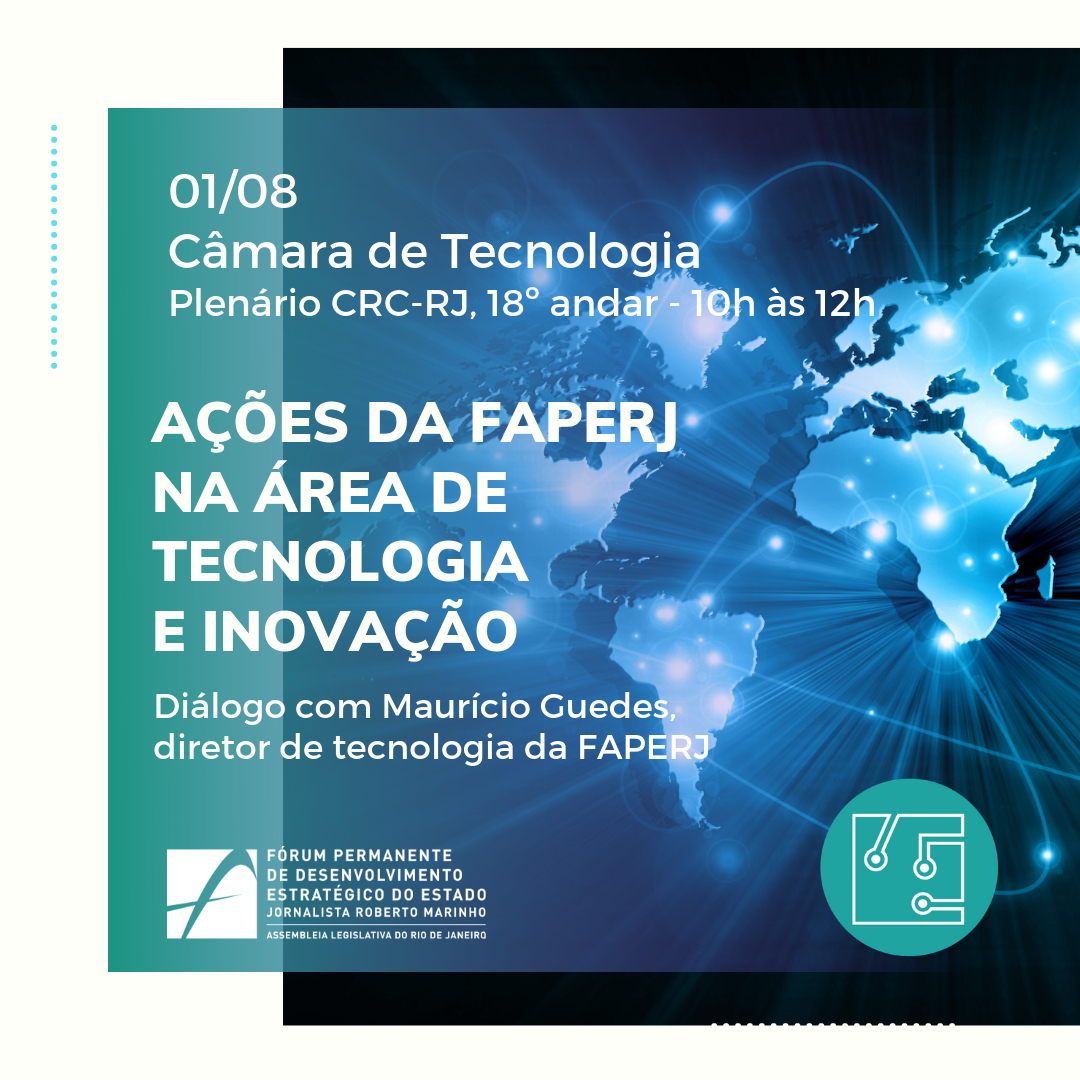 01/08
Câmara de Tecnologia
Plenário CRC-RJ, 18º andar - 10h às 12h
AÇÕES DA FAPERJ
NA ÁREA DE
TECNOLOGIA
E INOVAÇÃO
Diálogo com Maurício Guedes,
diretor de tecnologia da FAPERJ
FÓRUM PERMANENTE
DE DESENVOLVIMENTO
ESTRATÉGICO DO ESTADO
JORNALISTA ROBERTO MARINHO
ASSEMBLEIA LEGISLATIVA DO RIO DE JANEIRO